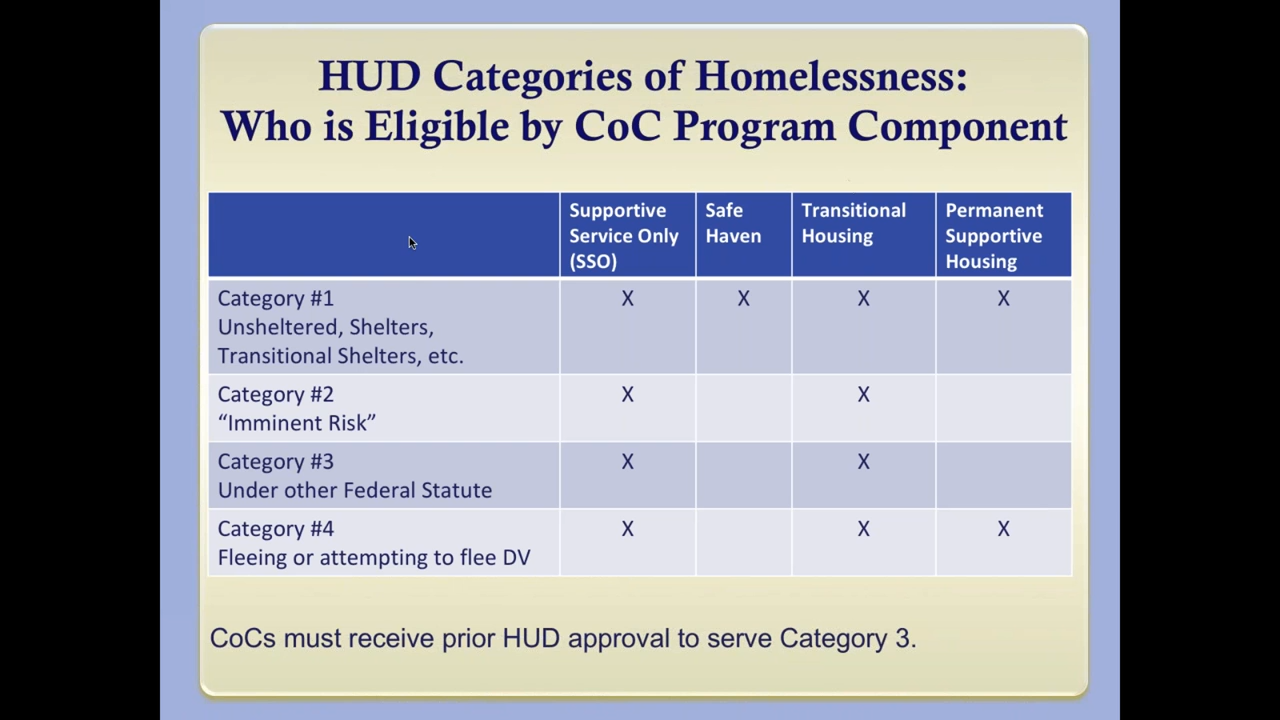 HUD Categories of Homelessness:
Who is Eligible by CoC Program Component
Supportive Service Only (SSO) Safe Haven Transitional Housing Permanent Supportive Housing
Category #1 X X X X
Unsheltered, Shelters,
Transitional Shelters, etc.
Category #2 X X
“Imminent Risk”
Category #3 X X
Under other Federal Statute
Category #4 X X X
Fleeing or attempting to flee DV
CoCs must receive prior HUD approval to serve Category 3.